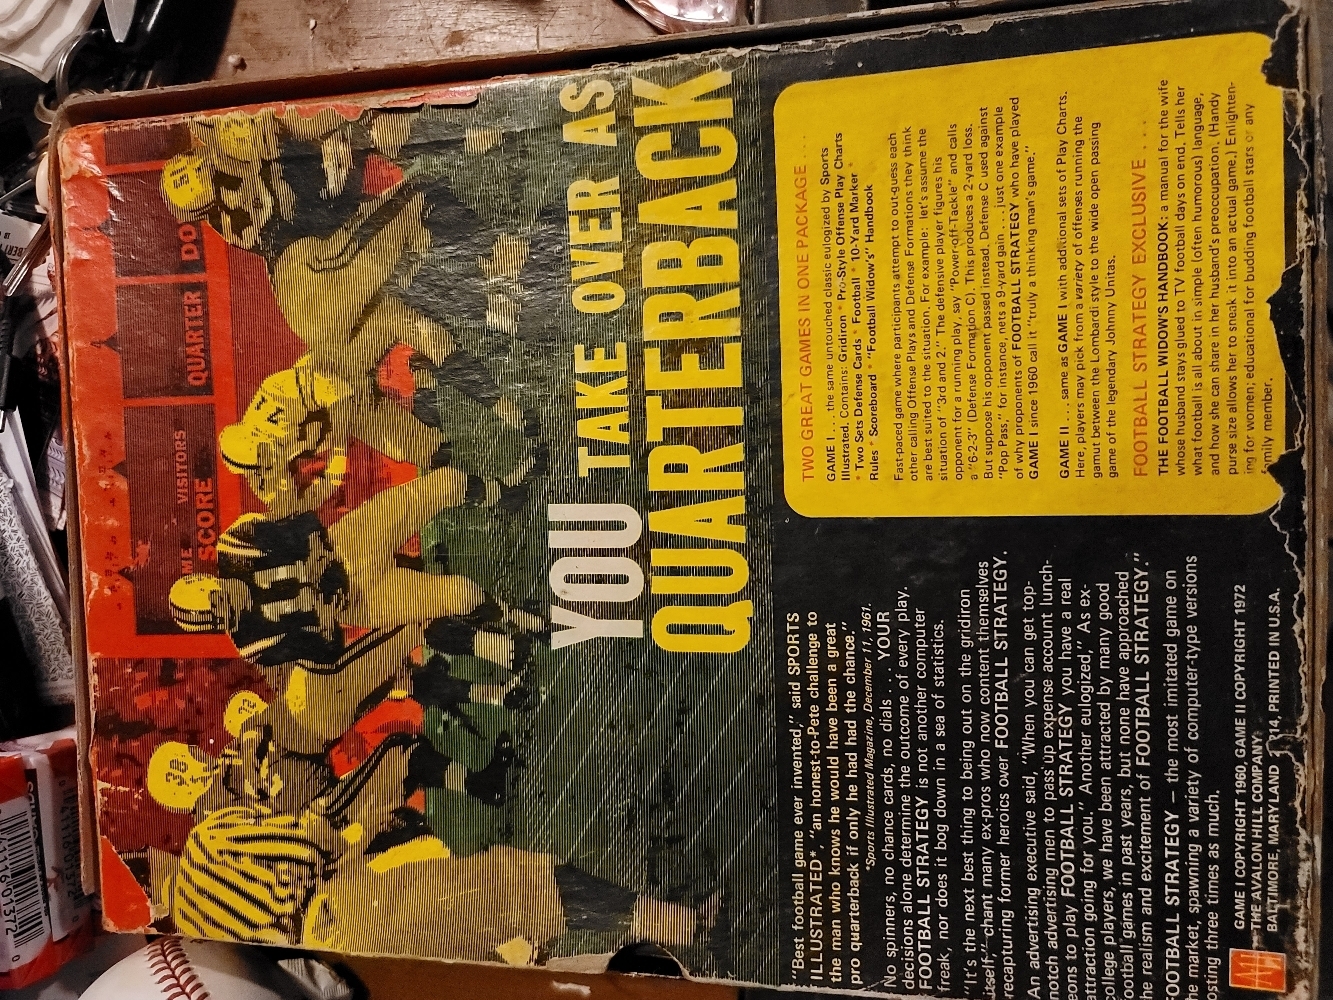 DO
QUARTER
VISITORS
SCORE
YOU TAKE OVER AS
QUARTERBACK
"Best football game ever invented," said SPORTS
ILLUSTRATED* "an honest-to-Pete challenge to
the man who knows he would have been a great
pro quarterback if only he had the chance."
*Sports Illustrated Magazine, December 11, 1961.
No spinners, no chance cards, no dials . . . YOUR
decisions alone determine the outcome of every play.
FOOTBALL STRATEGY is not another computer
freak, nor does it bog down in a sea of statistics.
"It's the next best thing to being out on the gridiron
itself," chant many ex-pros who now content themselves
recapturing former heroics over FOOTBALL STRATEGY.
An advertising executive said, "When you can get top-
notch advertising men to pass up expense account lunch-
eons to play, FOOTBALL STRATEGY you have a real
attraction going for you." Another eulogized," As ex-
college players, we have been attracted by many good
football games in past years, but none have approached
the realism and excitement of FOOTBALL STRATEGY."
FOOTBALL STRATEGY – the most imitated game on
the market, spawning a variety of computer-type versions
costing three times as much.
GAME I COPYRIGHT 1960, GAME II COPYRIGHT 1972
THE AVALON HILL COMPANY
BALTIMORE, MARYLAND 214, PRINTED IN U.S.A.
AH
TWO GREAT GAMES IN ONE PACKAGE . . .
GAME I . . . the same untouched classic eulogized by Sports
Illustrated. Contains: Gridiron * Pro-Style Offense Play Charts
* Two Sets Defense Cards * Football * 10-Yard Marker *
Rules * Scoreboard * "Football Widow's" Handbook
Fast-paced game where participants attempt to out-guess each
other calling Offense Plays and Defense Formations they think
are best suited to the situation. For example: let's assume the
situation of "3rd and 2." The defensive player figures his
opponent for a running play, say "Power-off-Tackle" and calls
a "6-2-3" (Defense Formation C). This produces a 2-yard loss.
But suppose his opponent passed instead. Defense C used against
"Pop Pass," for instance, nets a 9-yard gain . . . just one example
of why proponents of FOOTBALL STRATEGY who have played
GAME I since 1960 call it "truly a thinking man's game."
GAME II . . . same as GAME I with additional sets of Play Charts.
Here, players may pick from a variety of offenses running the
gamut between the Lombardi style to the wide open passing
game of the legendary Johnny Unitas.
FOOTBALL STRATEGY EXCLUSIVE . . .
THE FOOTBALL WIDOW'S HANDBOOK: a manual for the wife
whose husband stays glued to TV football days on end. Tells her
what football is all about in simple (often humorous) language,
and how she can share in her husband's preoccupation. (Handy
purse size allows her to sneak it into an actual game.) Enlighten-
ing for women; educational for budding football stars or any
family member.